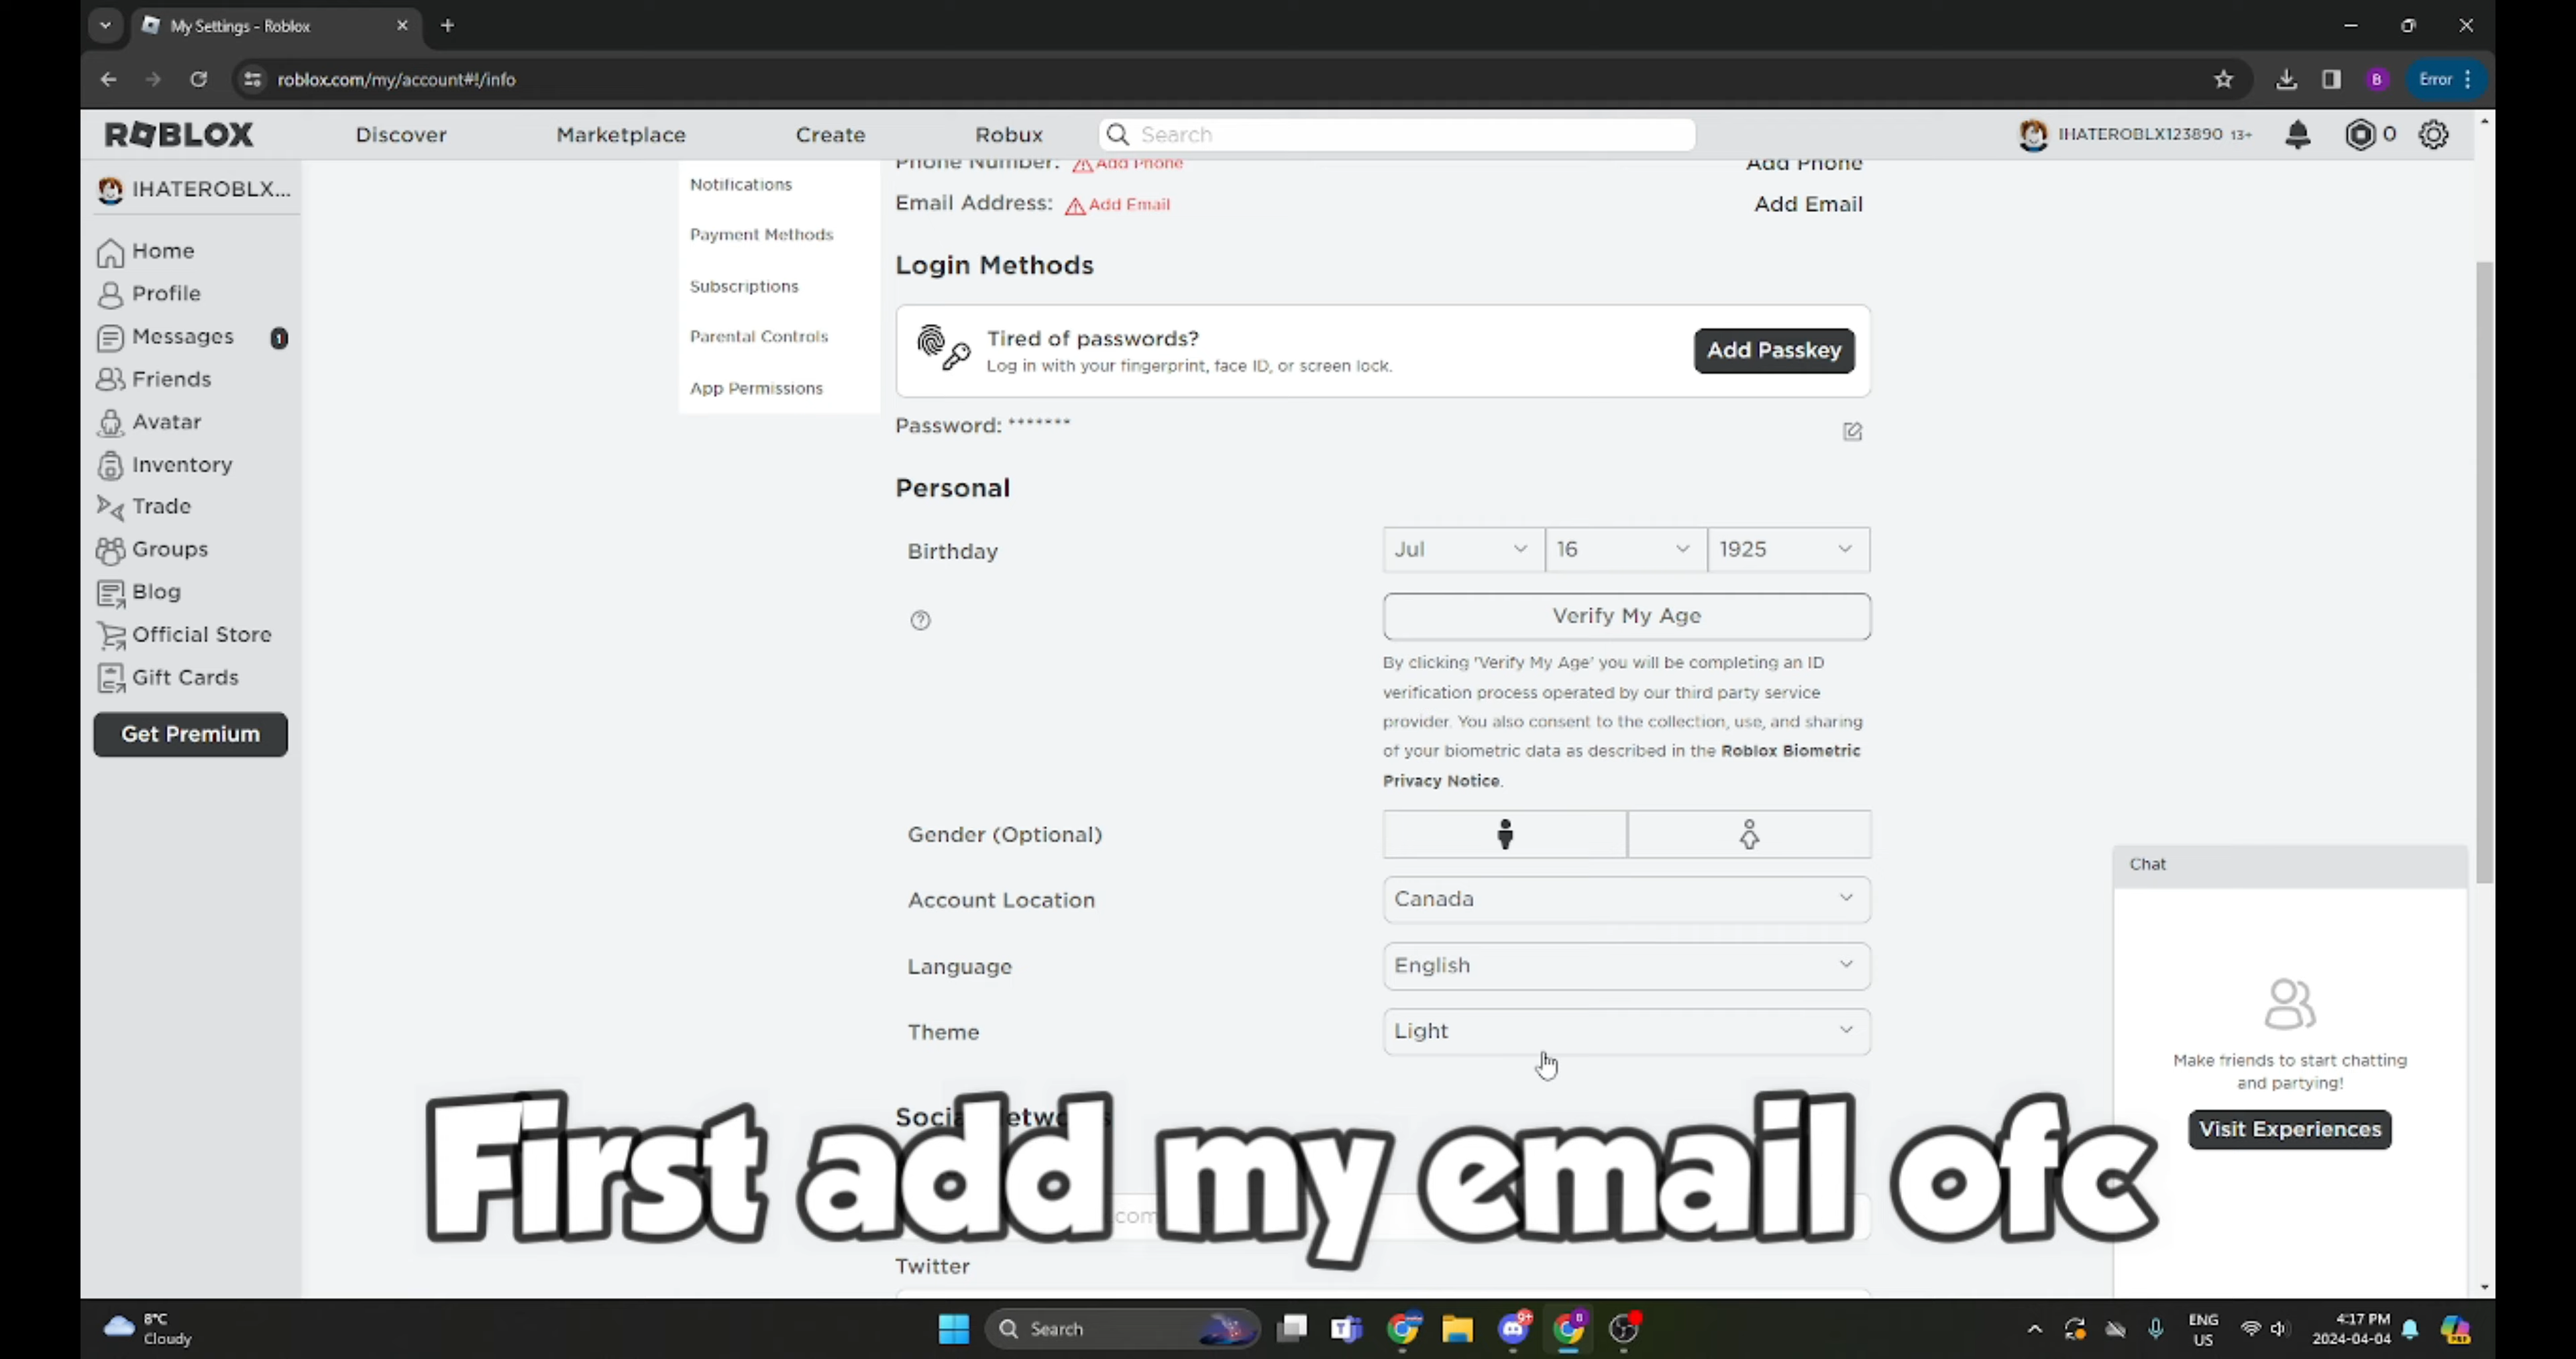 My Settings - Roblox
roblox.com/my/account#!/info
Error
ROBLOX
Discover
Marketplace
Create
Robux
Search
IHATEROBLX123890 13+
0
IHATEROBLX...
Home
Profile
Messages
1
Friends
Avatar
Inventory
Trade
Groups
Blog
Official Store
Gift Cards
Get Premium
Notifications
Payment Methods
Subscriptions
Parental Controls
App Permissions
Phone Number: Add Phone
Add Phone
Email Address: Add Email
Add Email
Login Methods
Tired of passwords?
Log in with your fingerprint, face ID, or screen lock.
Add Passkey
Password: *******
Personal
Birthday
Jul
16
1925
Verify My Age
By clicking 'Verify My Age' you will be completing an ID
verification process operated by our third party service
provider. You also consent to the collection, use, and sharing
of your biometric data as described in the Roblox Biometric
Privacy Notice.
Gender (Optional)
Account Location
Canada
Language
English
Theme
Light
Chat
Make friends to start chatting
and partying!
Visit Experiences
First add my email ofc
Twitter
8°C
Cloudy
Search
9+
ENG
US
4:17 PM
2024-04-04